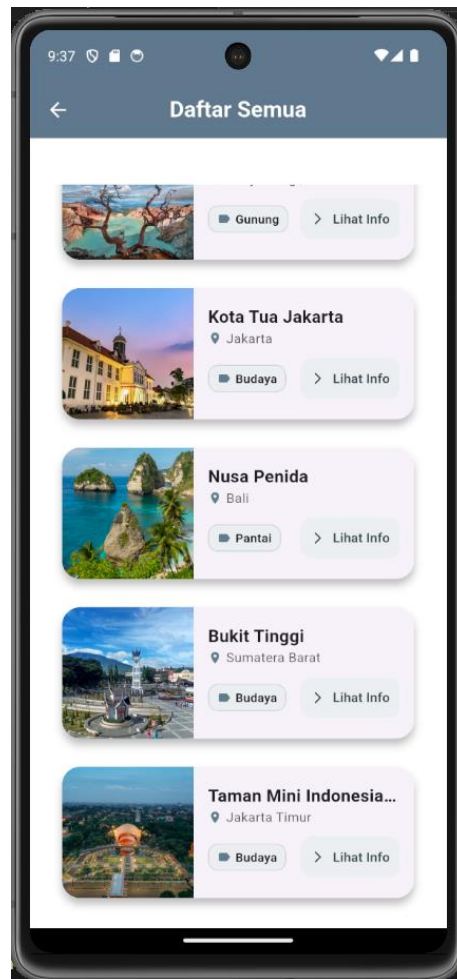 9:37
Daftar Semua
Gunung
Lihat Info
Kota Tua Jakarta
Jakarta
Budaya
Lihat Info
Nusa Penida
Bali
Pantai
Lihat Info
Bukit Tinggi
Sumatera Barat
Budaya
Lihat Info
Taman Mini Indonesia...
Jakarta Timur
Budaya
Lihat Info